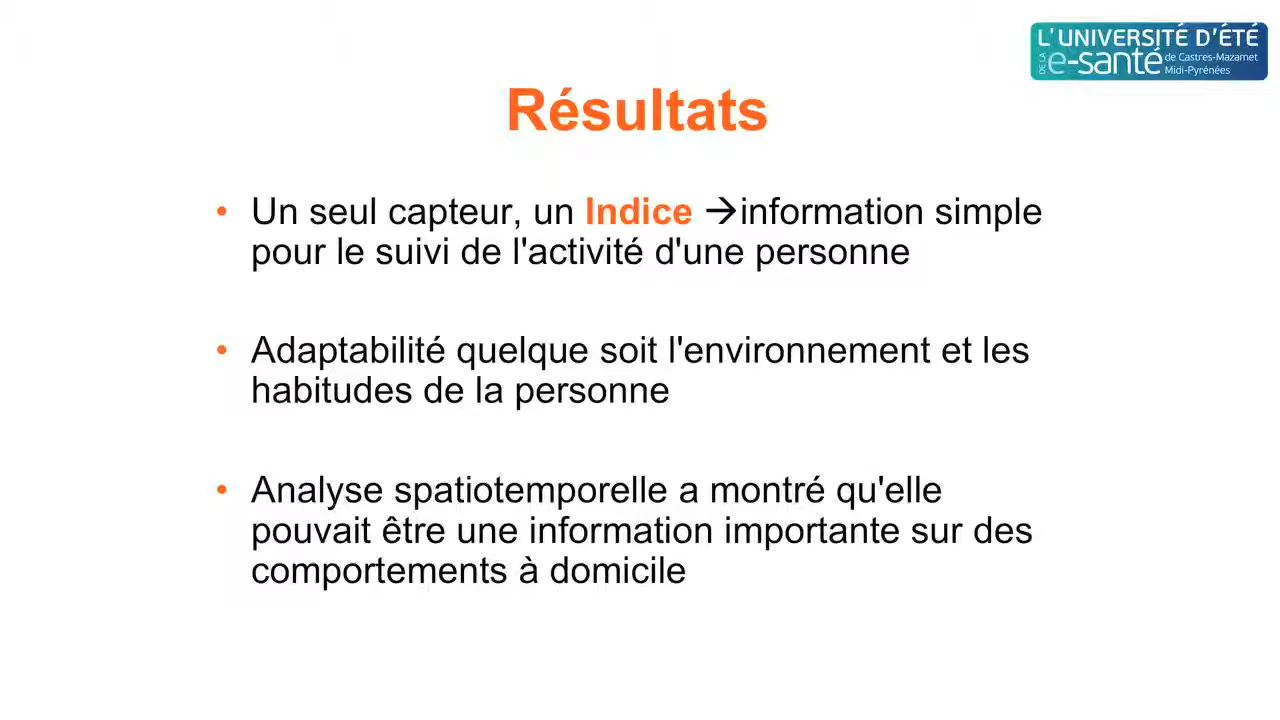 L'UNIVERSITÉ D'ÉTÉ
DE LA e-santé de Castres-Mazamet
Midi-Pyrénées
Résultats
• Un seul capteur, un Indice →information simple
pour le suivi de l'activité d'une personne
• Adaptabilité quelque soit l'environnement et les
habitudes de la personne
• Analyse spatiotemporelle a montré qu'elle
pouvait être une information importante sur des
comportements à domicile